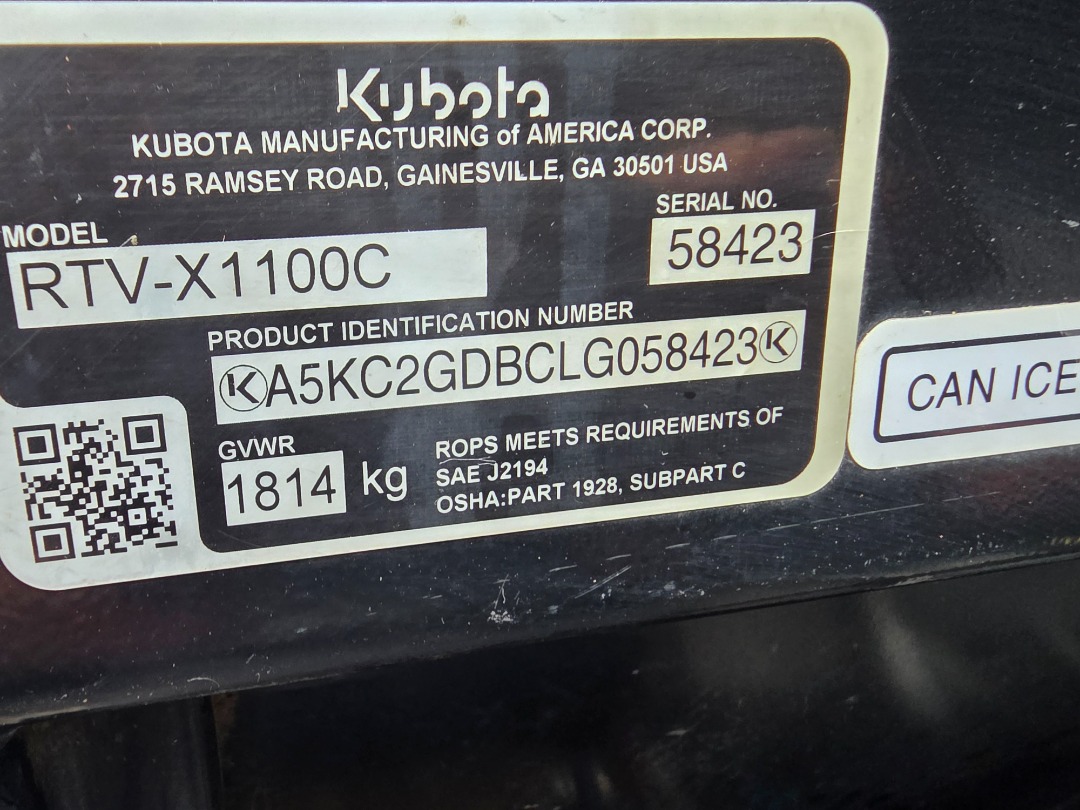 Kubota
KUBOTA MANUFACTURING of AMERICA CORP.
2715 RAMSEY ROAD, GAINESVILLE, GA 30501 USA
MODEL
RTV-X1100C
SERIAL NO.
58423
PRODUCT IDENTIFICATION NUMBER
K A5KC2GDBCLG058423 K
GVWR
1814 kg
ROPS MEETS REQUIREMENTS OF
SAE J2194
OSHA:PART 1928, SUBPART C
CAN ICE